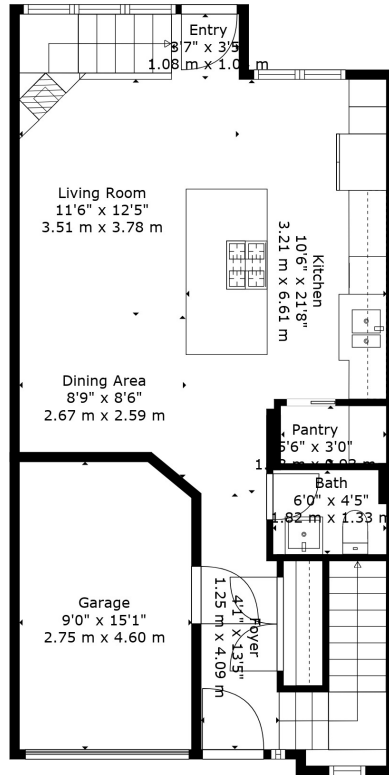 Entry
3'7" x 3'5"
1.08 m x 1.0 m
Living Room
11'6" x 12'5"
3.51 m x 3.78 m
Kitchen
10'6" x 21'8"
3.21 m x 6.61 m
Dining Area
8'9" x 8'6"
2.67 m x 2.59 m
Pantry
5'6" x 3'0"
Bath
6'0" x 4'5"
1.82 m x 1.33 m
Garage
9'0" x 15'1"
2.75 m x 4.60 m
Foyer
4'1" x 13'5"
1.25 m x 4.09 m